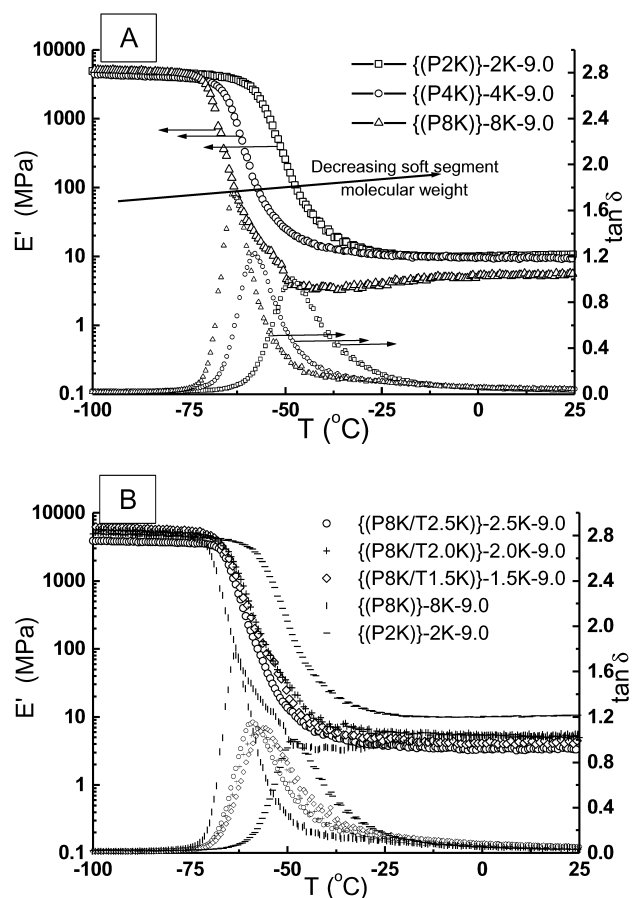 A
10000
1000
100
10
1
0.1
E' (MPa)
{(P2K)}-2K-9.0
{(P4K)}-4K-9.0
{(P8K)}-8K-9.0
Decreasing soft segment
molecular weight
2.8
2.4
2.0
1.6
1.2
0.8
0.4
0.0
tan δ
-100
-75
-50
-25
0
25
T (°C)
B
10000
1000
100
10
1
0.1
E' (MPa)
{(P8K/T2.5K)}-2.5K-9.0
{(P8K/T2.0K)}-2.0K-9.0
{(P8K/T1.5K)}-1.5K-9.0
{(P8K)}-8K-9.0
{(P2K)}-2K-9.0
2.8
2.4
2.0
1.6
1.2
0.8
0.4
0.0
tan δ
-100
-75
-50
-25
0
25
T (°C)